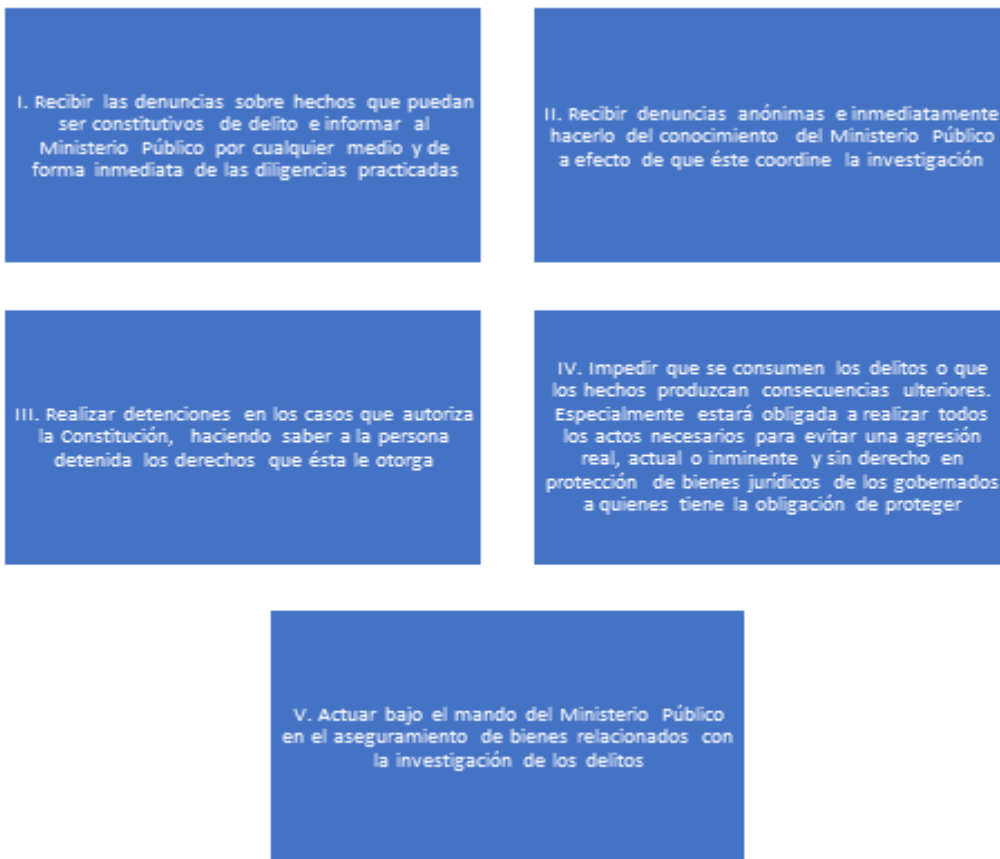 I. Recibir las denuncias sobre hechos que puedan
ser constitutivos de delito e informar al
Ministerio Público por cualquier medio y de
forma inmediata de las diligencias practicadas
II. Recibir denuncias anónimas e inmediatamente
hacerlo del conocimiento del Ministerio Público
a efecto de que éste coordine la investigación
III. Realizar detenciones en los casos que autoriza
la Constitución, haciendo saber a la persona
detenida los derechos que ésta le otorga
IV. Impedir que se consumen los delitos o que
los hechos produzcan consecuencias ulteriores.
Especialmente estará obligada a realizar todos
los actos necesarios para evitar una agresión
real, actual o inminente y sin derecho en
protección de bienes jurídicos de los gobernados
a quienes tiene la obligación de proteger
V. Actuar bajo el mando del Ministerio Público
en el aseguramiento de bienes relacionados con
la investigación de los delitos